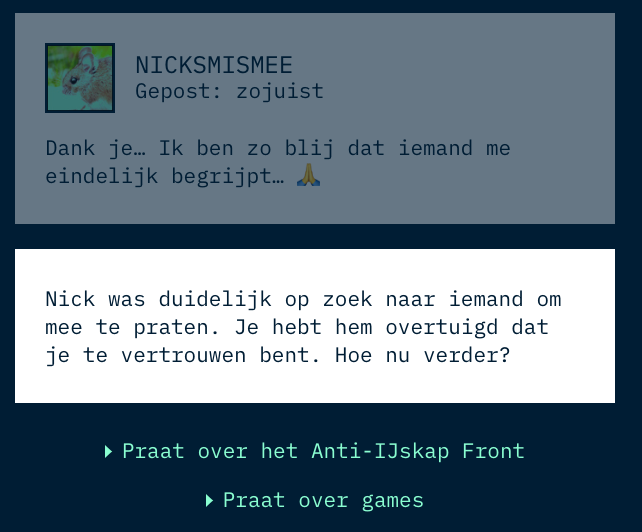 NICKSMISMEE
Gepost: zojuist
Dank je… Ik ben zo blij dat iemand me
eindelijk begrijpt… 🙏
Nick was duidelijk op zoek naar iemand om
mee te praten. Je hebt hem overtuigd dat
je te vertrouwen bent. Hoe nu verder?
Praat over het Anti-IJskap Front
Praat over games